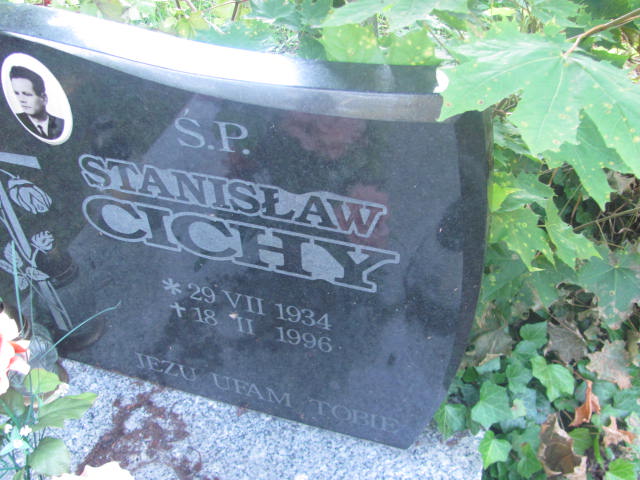 S.P.
STANISŁAW
CICHY
* 29 VII 1934
✝ 18 II 1996
JEZU UFAM TOBIE